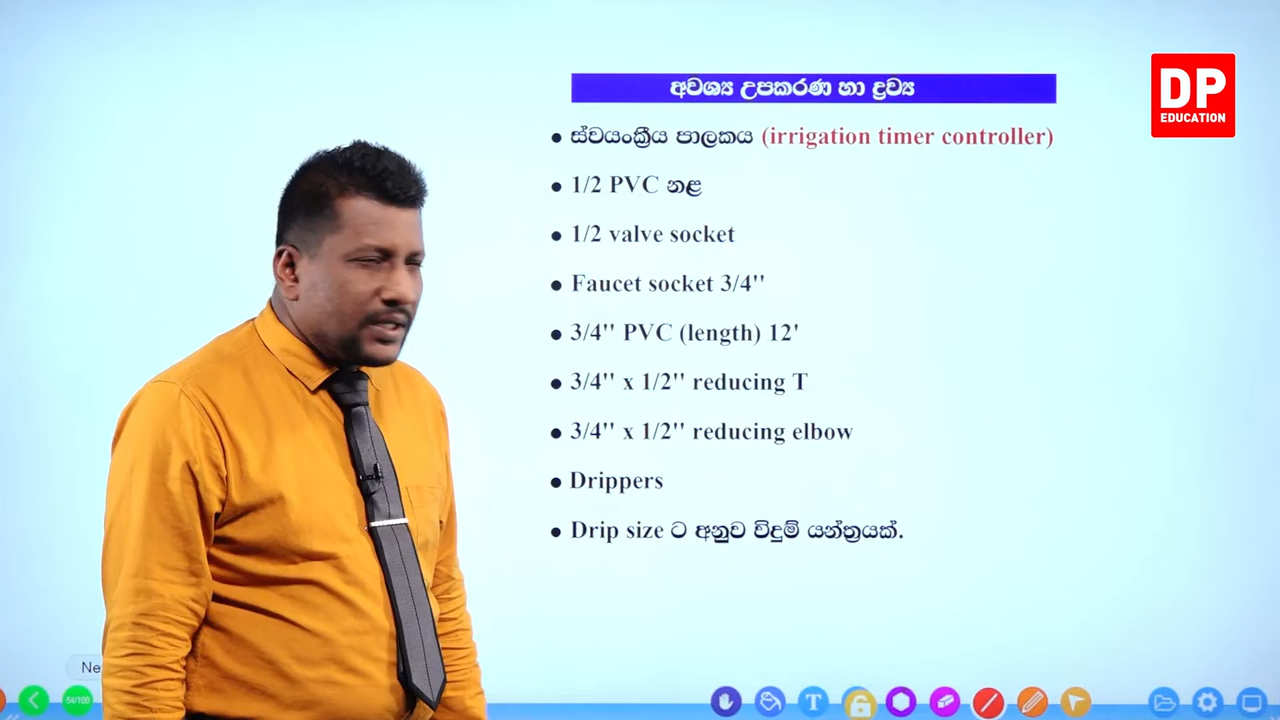 අවශ්‍ය උපකරණ හා ද්‍රව්‍ය
DP
EDUCATION
• ස්වයංක්‍රීය පාලකය (irrigation timer controller)
• 1/2 PVC නළ
• 1/2 valve socket
• Faucet socket 3/4''
• 3/4'' PVC (length) 12'
• 3/4'' x 1/2'' reducing T
• 3/4'' x 1/2'' reducing elbow
• Drippers
• Drip size ට අනුව විදුම් යන්ත්‍රයක්.
54/100